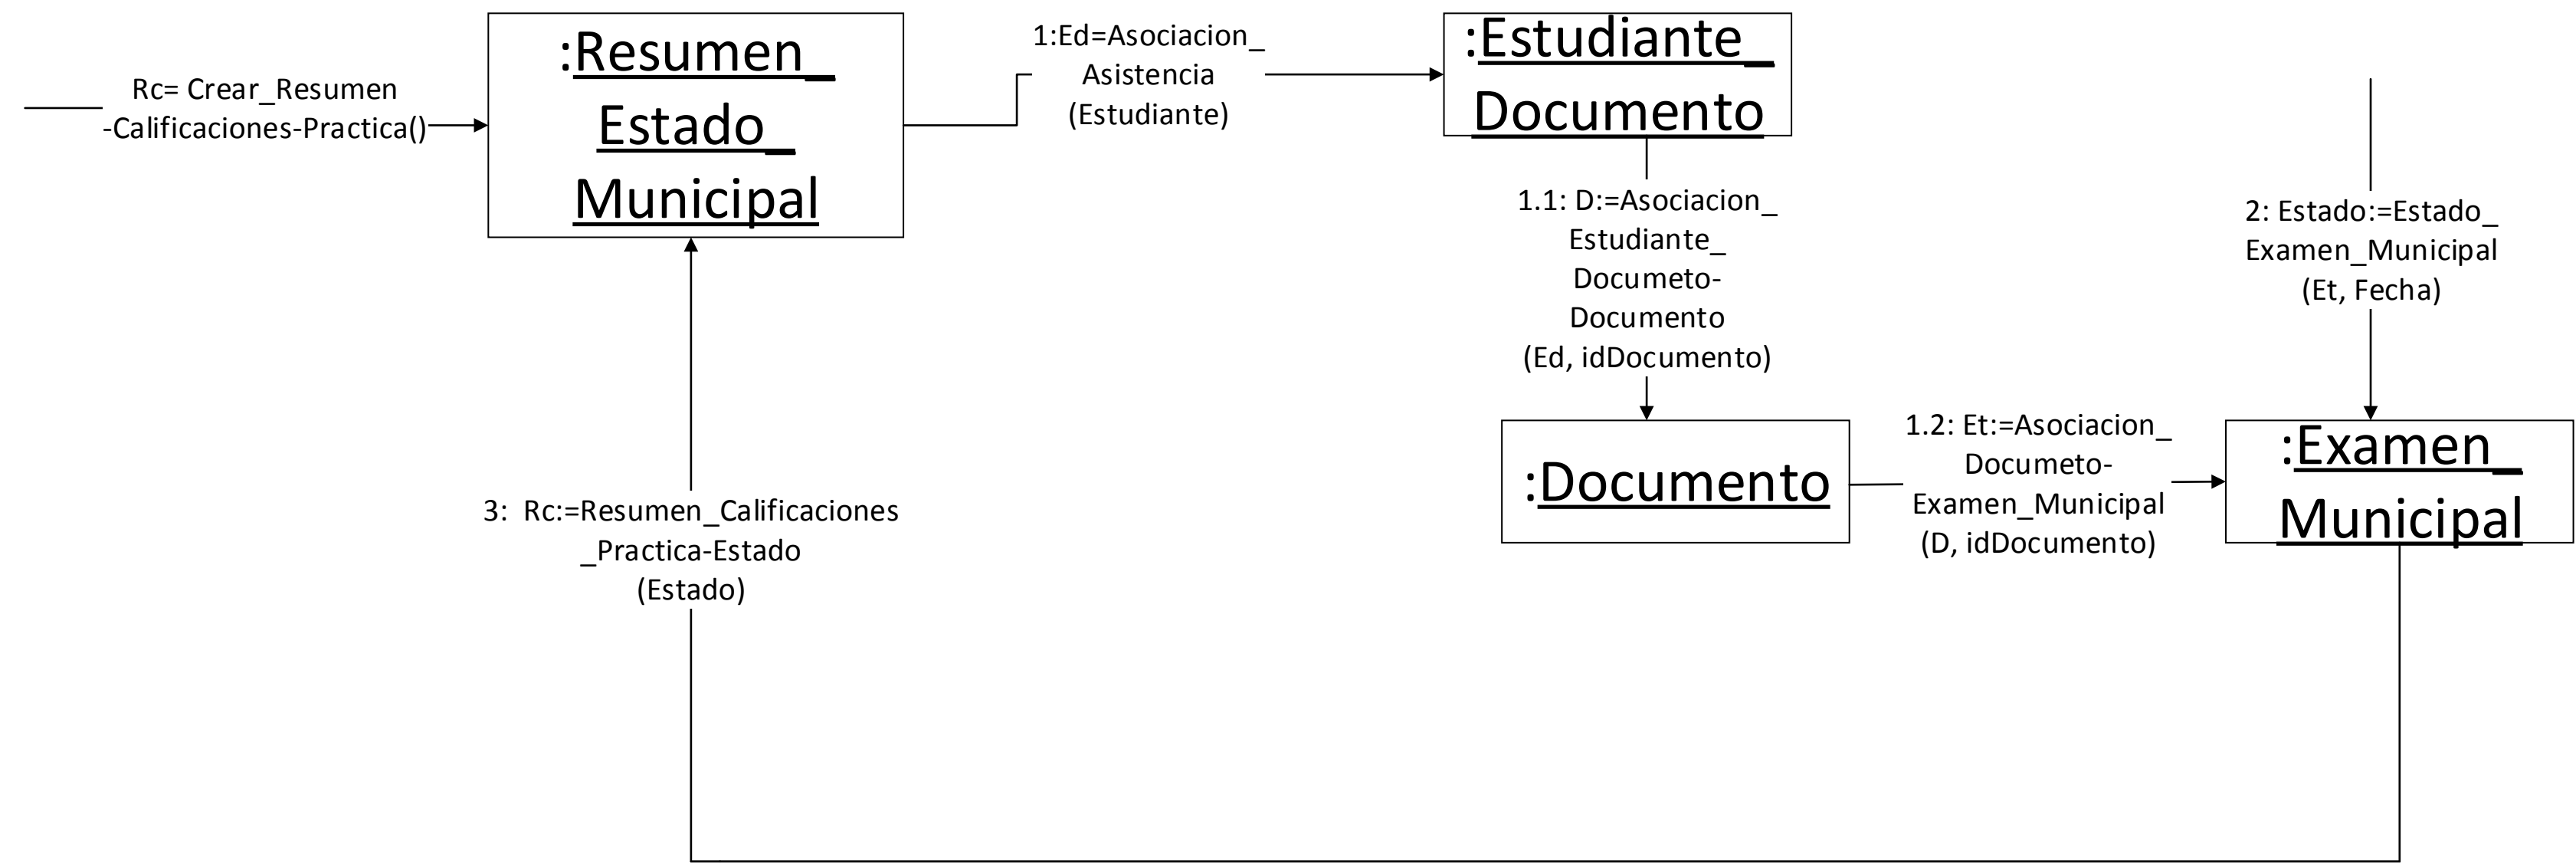 Rc= Crear_Resumen
-Calificaciones-Practica()
:Resumen_
Estado_
Municipal
1:Ed=Asociacion_
Asistencia
(Estudiante)
:Estudiante_
Documento
1.1: D:=Asociacion_
Estudiante_
Documeto-
Documento
(Ed, idDocumento)
2: Estado:=Estado_
Examen_Municipal
(Et, Fecha)
:Documento
1.2: Et:=Asociacion_
Documeto-
Examen_Municipal
(D, idDocumento)
:Examen_
Municipal
3:  Rc:=Resumen_Calificaciones
_Practica-Estado
(Estado)